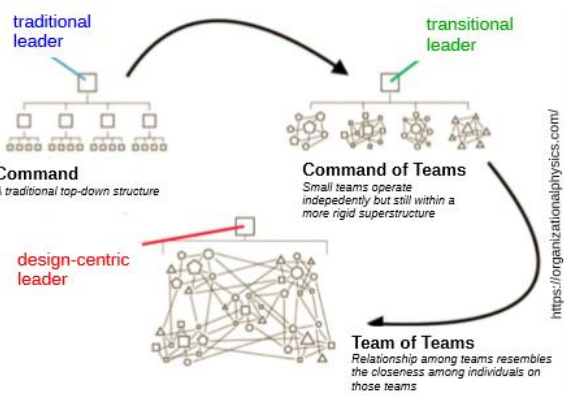 traditional
leader
transitional
leader
Command
A traditional top-down structure
Command of Teams
Small teams operate
indepedently but still within a
more rigid superstructure
design-centric
leader
Team of Teams
Relationship among teams resembles
the closeness among individuals on
those teams
https://organizationalphysics.com/